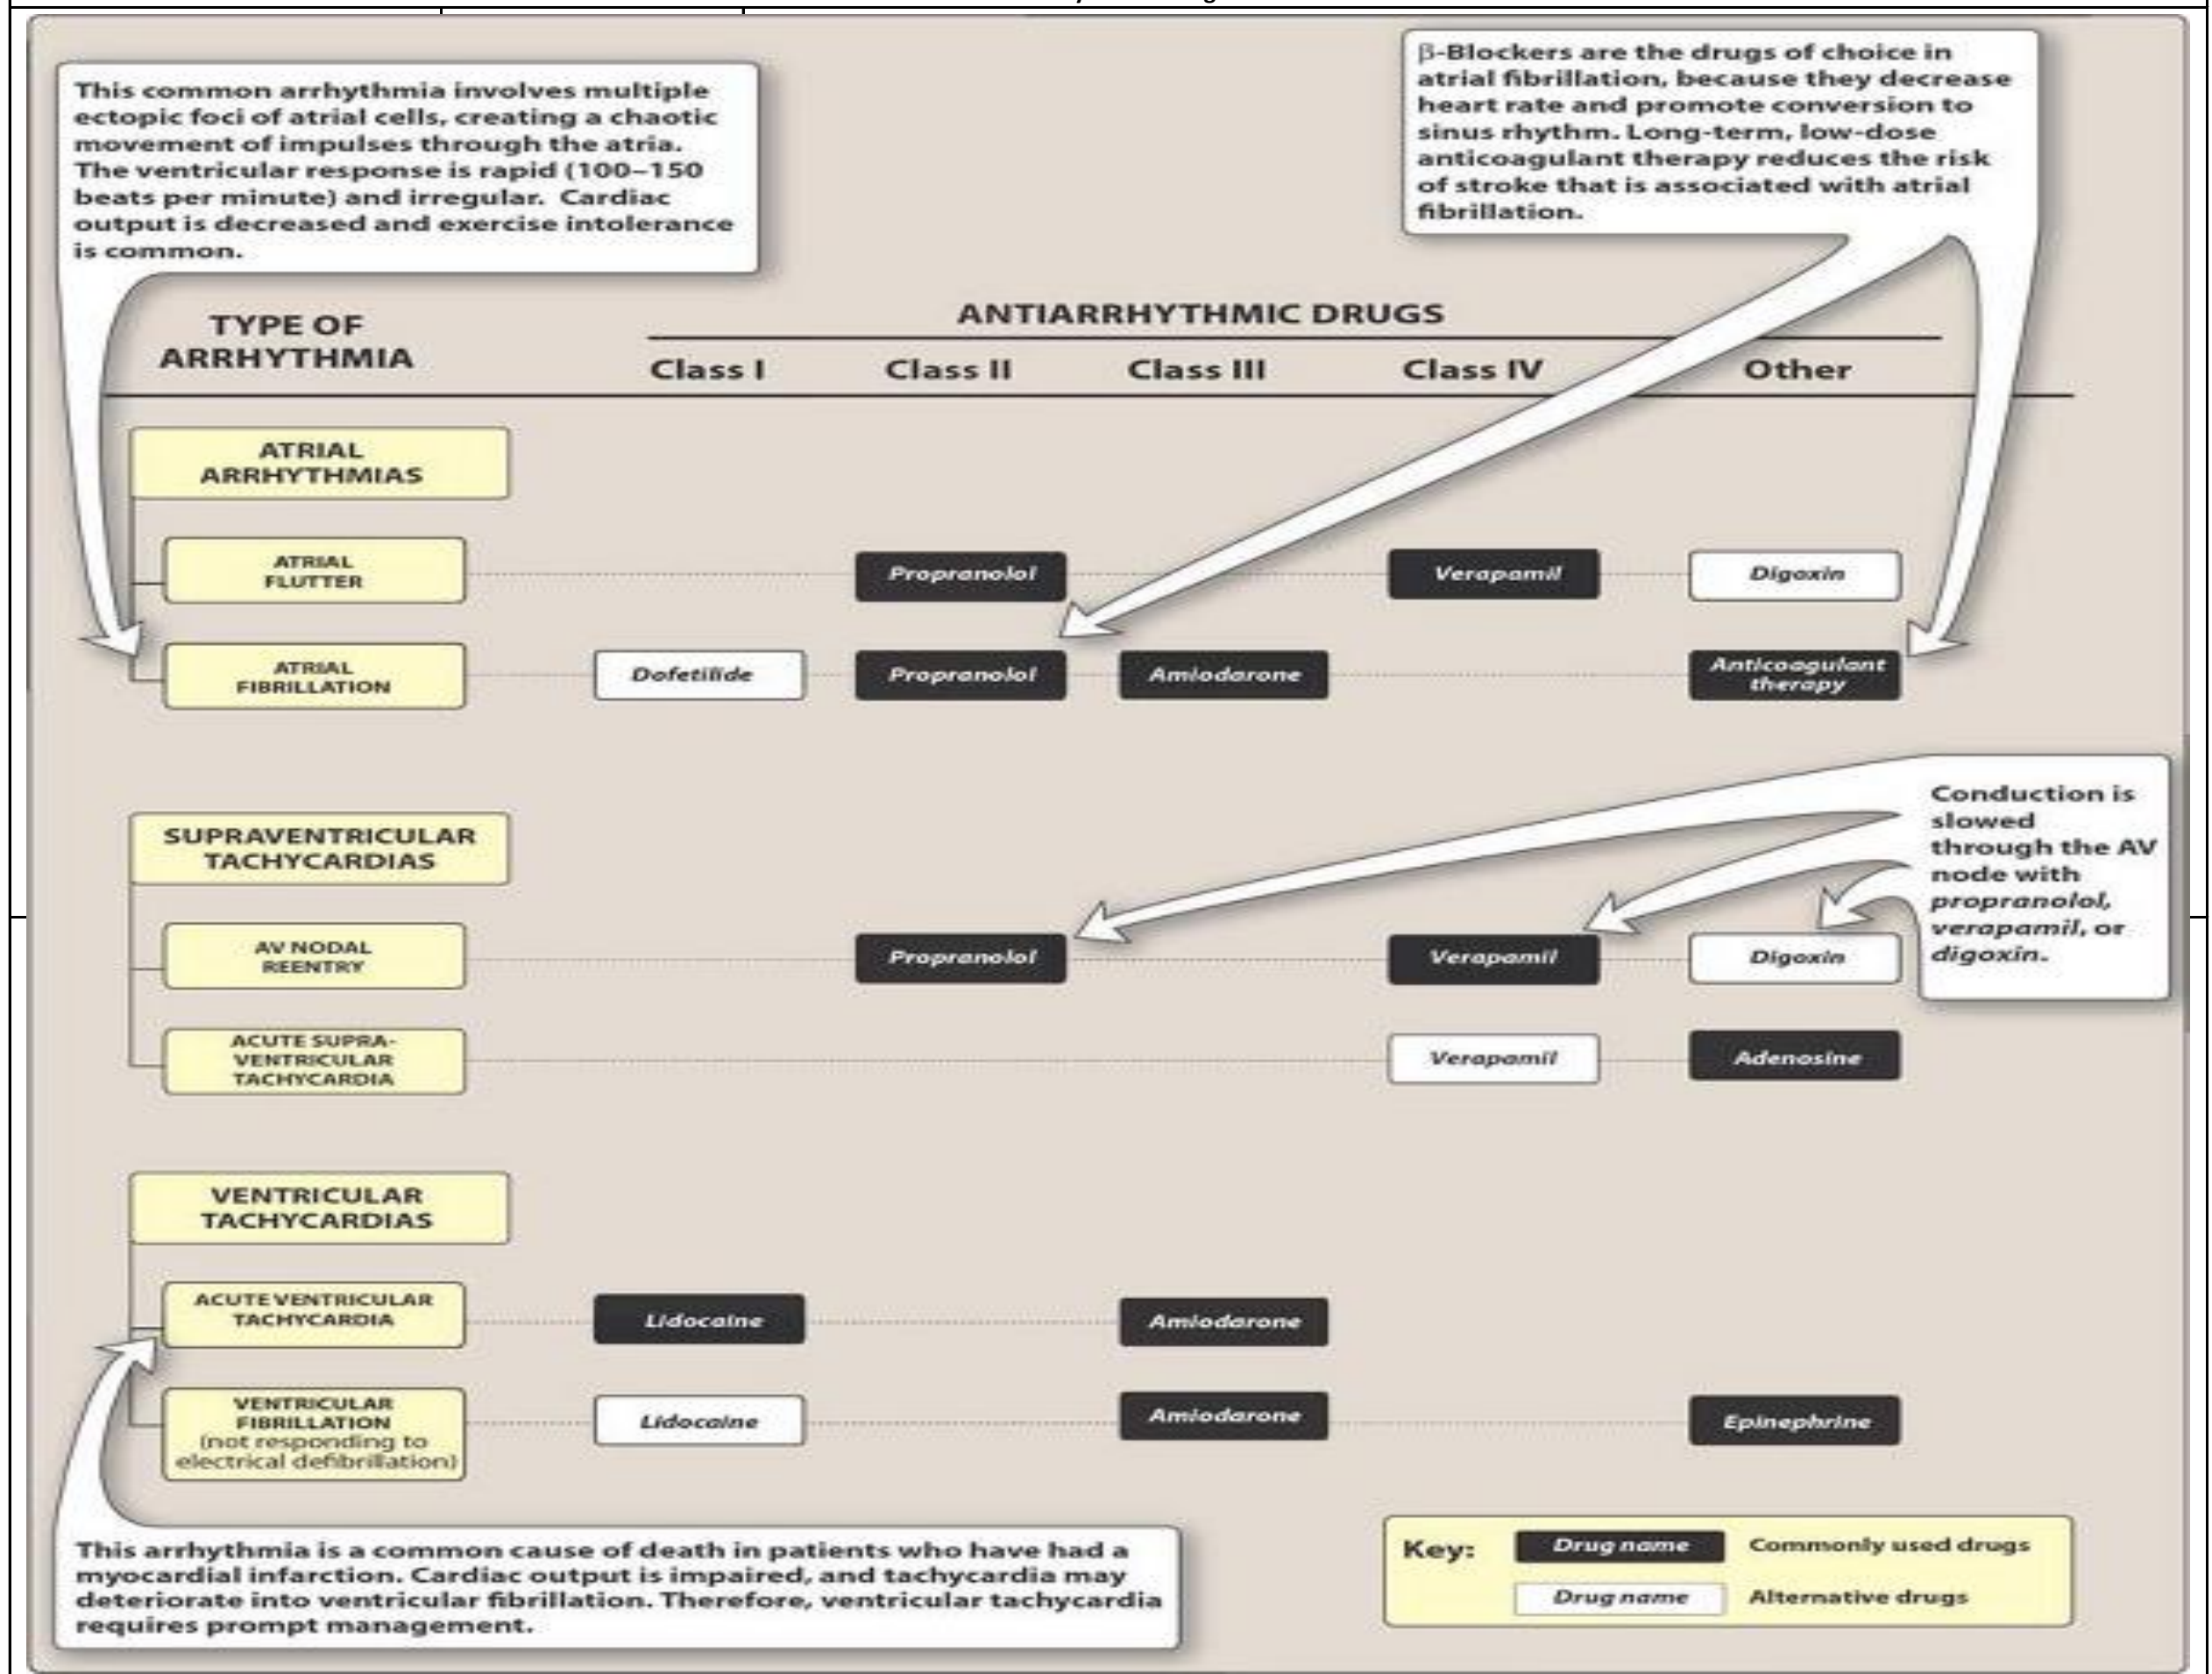 This common arrhythmia involves multiple
ectopic foci of atrial cells, creating a chaotic
movement of impulses through the atria.
The ventricular response is rapid (100–150
beats per minute) and irregular. Cardiac
output is decreased and exercise intolerance
is common.
β-Blockers are the drugs of choice in
atrial fibrillation, because they decrease
heart rate and promote conversion to
sinus rhythm. Long-term, low-dose
anticoagulant therapy reduces the risk
of stroke that is associated with atrial
fibrillation.
TYPE OF
ARRHYTHMIA
ANTIARRHYTHMIC DRUGS
Class I Class II Class III Class IV Other
ATRIAL
ARRHYTHMIAS
ATRIAL
FLUTTER
Propranolol Verapamil Digoxin
ATRIAL
FIBRILLATION
Dofetilide Propranolol Amiodarone Anticoagulant
therapy
SUPRAVENTRICULAR
TACHYCARDIAS
Conduction is
slowed
through the AV
node with
propranolol,
verapamil, or
digoxin.
AV NODAL
REENTRY
Propranolol Verapamil Digoxin
ACUTE SUPRA-
VENTRICULAR
TACHYCARDIA
Verapamil Adenosine
VENTRICULAR
TACHYCARDIAS
ACUTE VENTRICULAR
TACHYCARDIA
Lidocaine Amiodarone
VENTRICULAR
FIBRILLATION
(not responding to
electrical defibrillation)
Lidocaine Amiodarone Epinephrine
This arrhythmia is a common cause of death in patients who have had a
myocardial infarction. Cardiac output is impaired, and tachycardia may
deteriorate into ventricular fibrillation. Therefore, ventricular tachycardia
requires prompt management.
Key: Drug name Commonly used drugs
Drug name Alternative drugs